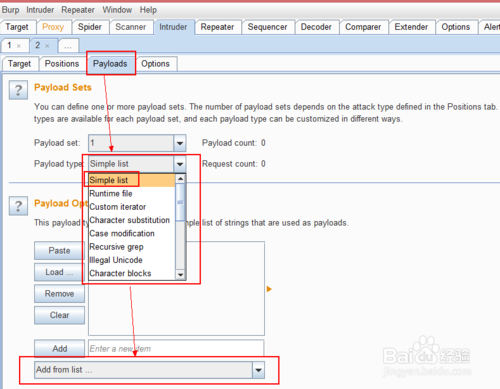 Burp Intruder Repeater Window Help
Target Proxy Spider Scanner Intruder Repeater Sequencer Decoder Comparer Extender Options Alert
1 × 2 × ...
Target Positions Payloads Options
? Payload Sets
You can define one or more payload sets. The number of payload sets depends on the attack type defined in the Positions tab.
types are available for each payload set, and each payload type can be customized in different ways.
Payload set: 1 Payload count: 0
Payload type: Simple list Request count: 0
Simple list
Runtime file
Custom iterator
Character substitution
Case modification
Recursive grep
Illegal Unicode
Character blocks
? Payload Opt
This payload ty mple list of strings that are used as payloads.
Paste
Load ...
Remove
Clear
Add Enter a new item
Add from list ...
Baidu 经验
jingyan.baidu.com